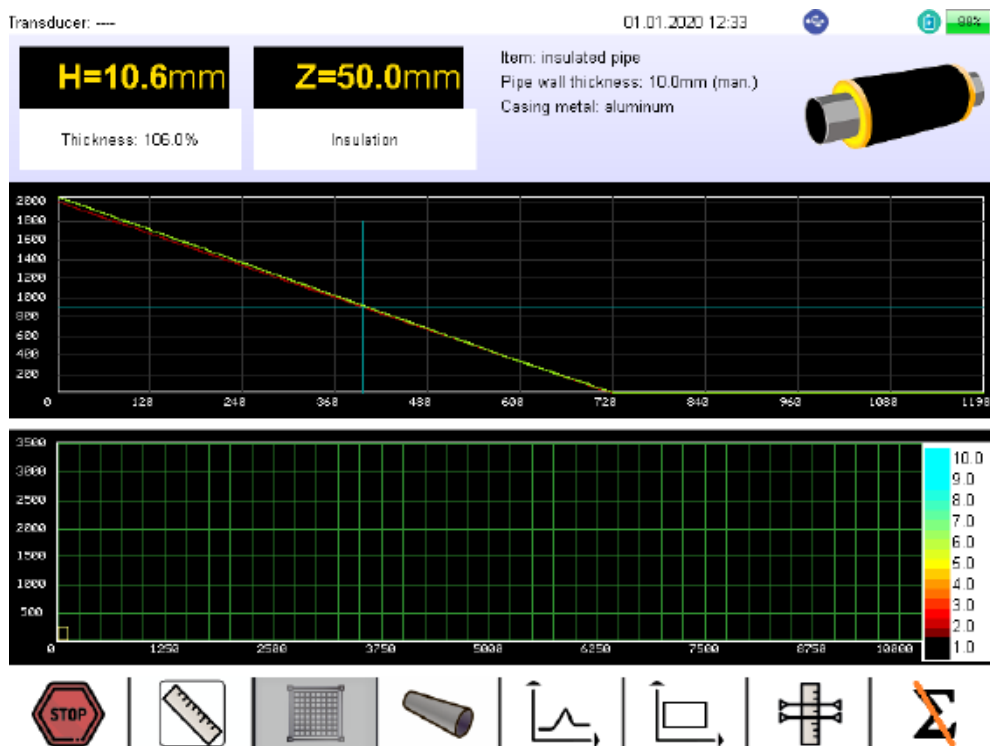 Transducer: ---- 01.01.2020 12:33 98%
H=10.6mm Z=50.0mm
Thickness: 106.0% Insulation
Item: insulated pipe
Pipe wall thickness: 10.0mm (man.)
Casing metal: aluminum
2000
1800
1600
1400
1200
1000
800
600
400
200
0 120 240 360 480 600 720 840 960 1080 1198
3500
3000
2500
2000
1500
1000
500
0 1250 2500 3750 5000 6250 7500 8750 10000
10.0
9.0
8.0
7.0
6.0
5.0
4.0
3.0
2.0
1.0
STOP
Σ